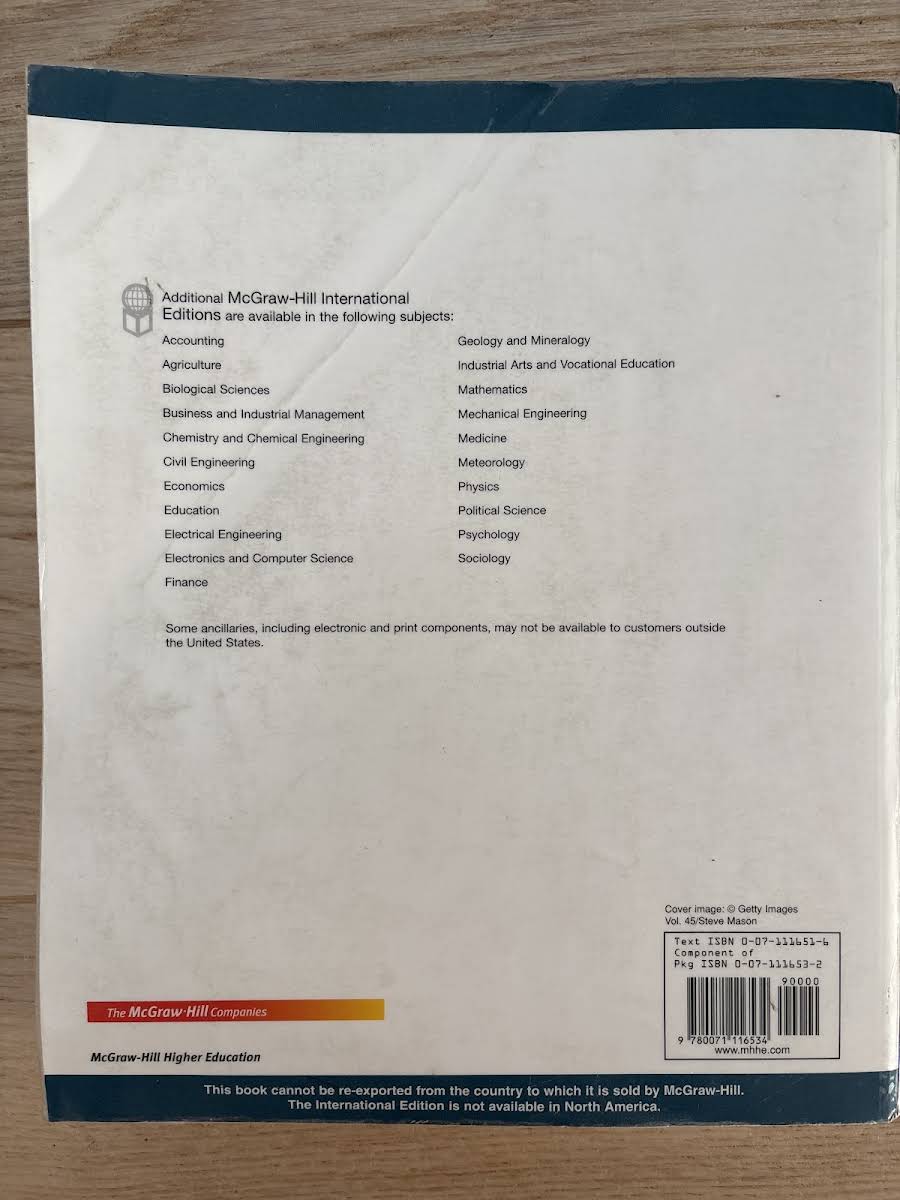 Additional McGraw-Hill International
Editions are available in the following subjects:
Accounting
Agriculture
Biological Sciences
Business and Industrial Management
Chemistry and Chemical Engineering
Civil Engineering
Economics
Education
Electrical Engineering
Electronics and Computer Science
Finance
Geology and Mineralogy
Industrial Arts and Vocational Education
Mathematics
Mechanical Engineering
Medicine
Meteorology
Physics
Political Science
Psychology
Sociology
Some ancillaries, including electronic and print components, may not be available to customers outside
the United States.
Cover image: © Getty Images
Vol. 45/Steve Mason
Text ISBN 0-07-111651-6
Component of
Pkg ISBN 0-07-111653-2
90000
9 780071 116534
www.mhhe.com
The McGraw·Hill Companies
McGraw-Hill Higher Education
This book cannot be re-exported from the country to which it is sold by McGraw-Hill.
The International Edition is not available in North America.